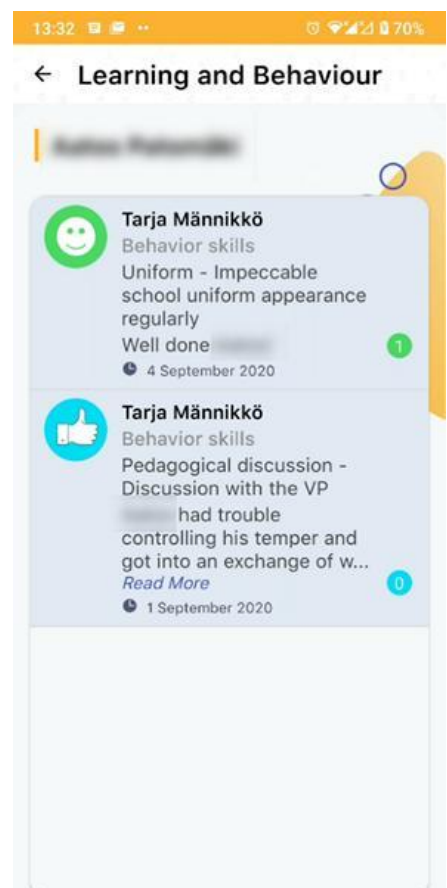 13:32
70%
Learning and Behaviour
Tarja Männikkö
Behavior skills
Uniform - Impeccable
school uniform appearance
regularly
Well done
1
4 September 2020
Tarja Männikkö
Behavior skills
Pedagogical discussion -
Discussion with the VP
had trouble
controlling his temper and
got into an exchange of w...
Read More
0
1 September 2020